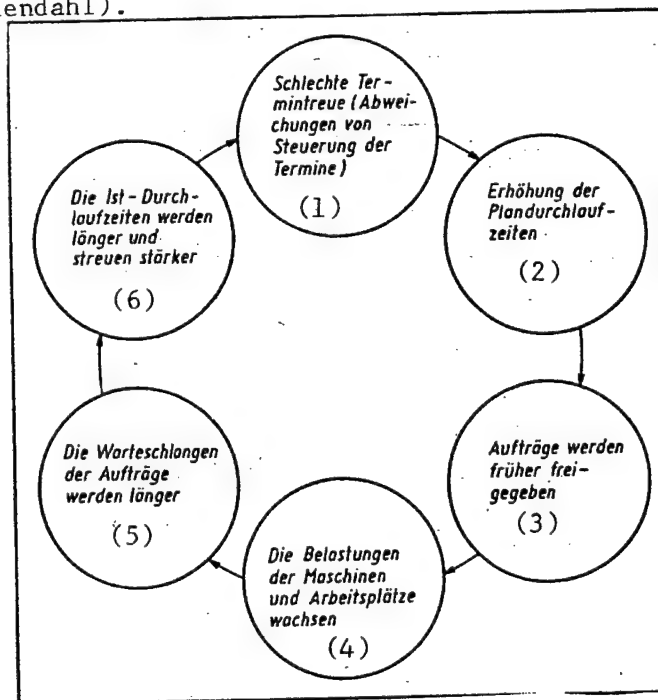 endahl).
Schlechte Ter-
mintreue (Abwei-
chungen von
Steuerung der
Termine)
(1)
Erhöhung der
Plandurchlauf-
zeiten
(2)
Aufträge werden
früher frei-
gegeben
(3)
Die Belastungen
der Maschinen
und Arbeitsplätze
wachsen
(4)
Die Warteschlangen
der Aufträge
werden länger
(5)
Die Ist-Durch-
laufzeiten werden
länger und
streuen stärker
(6)